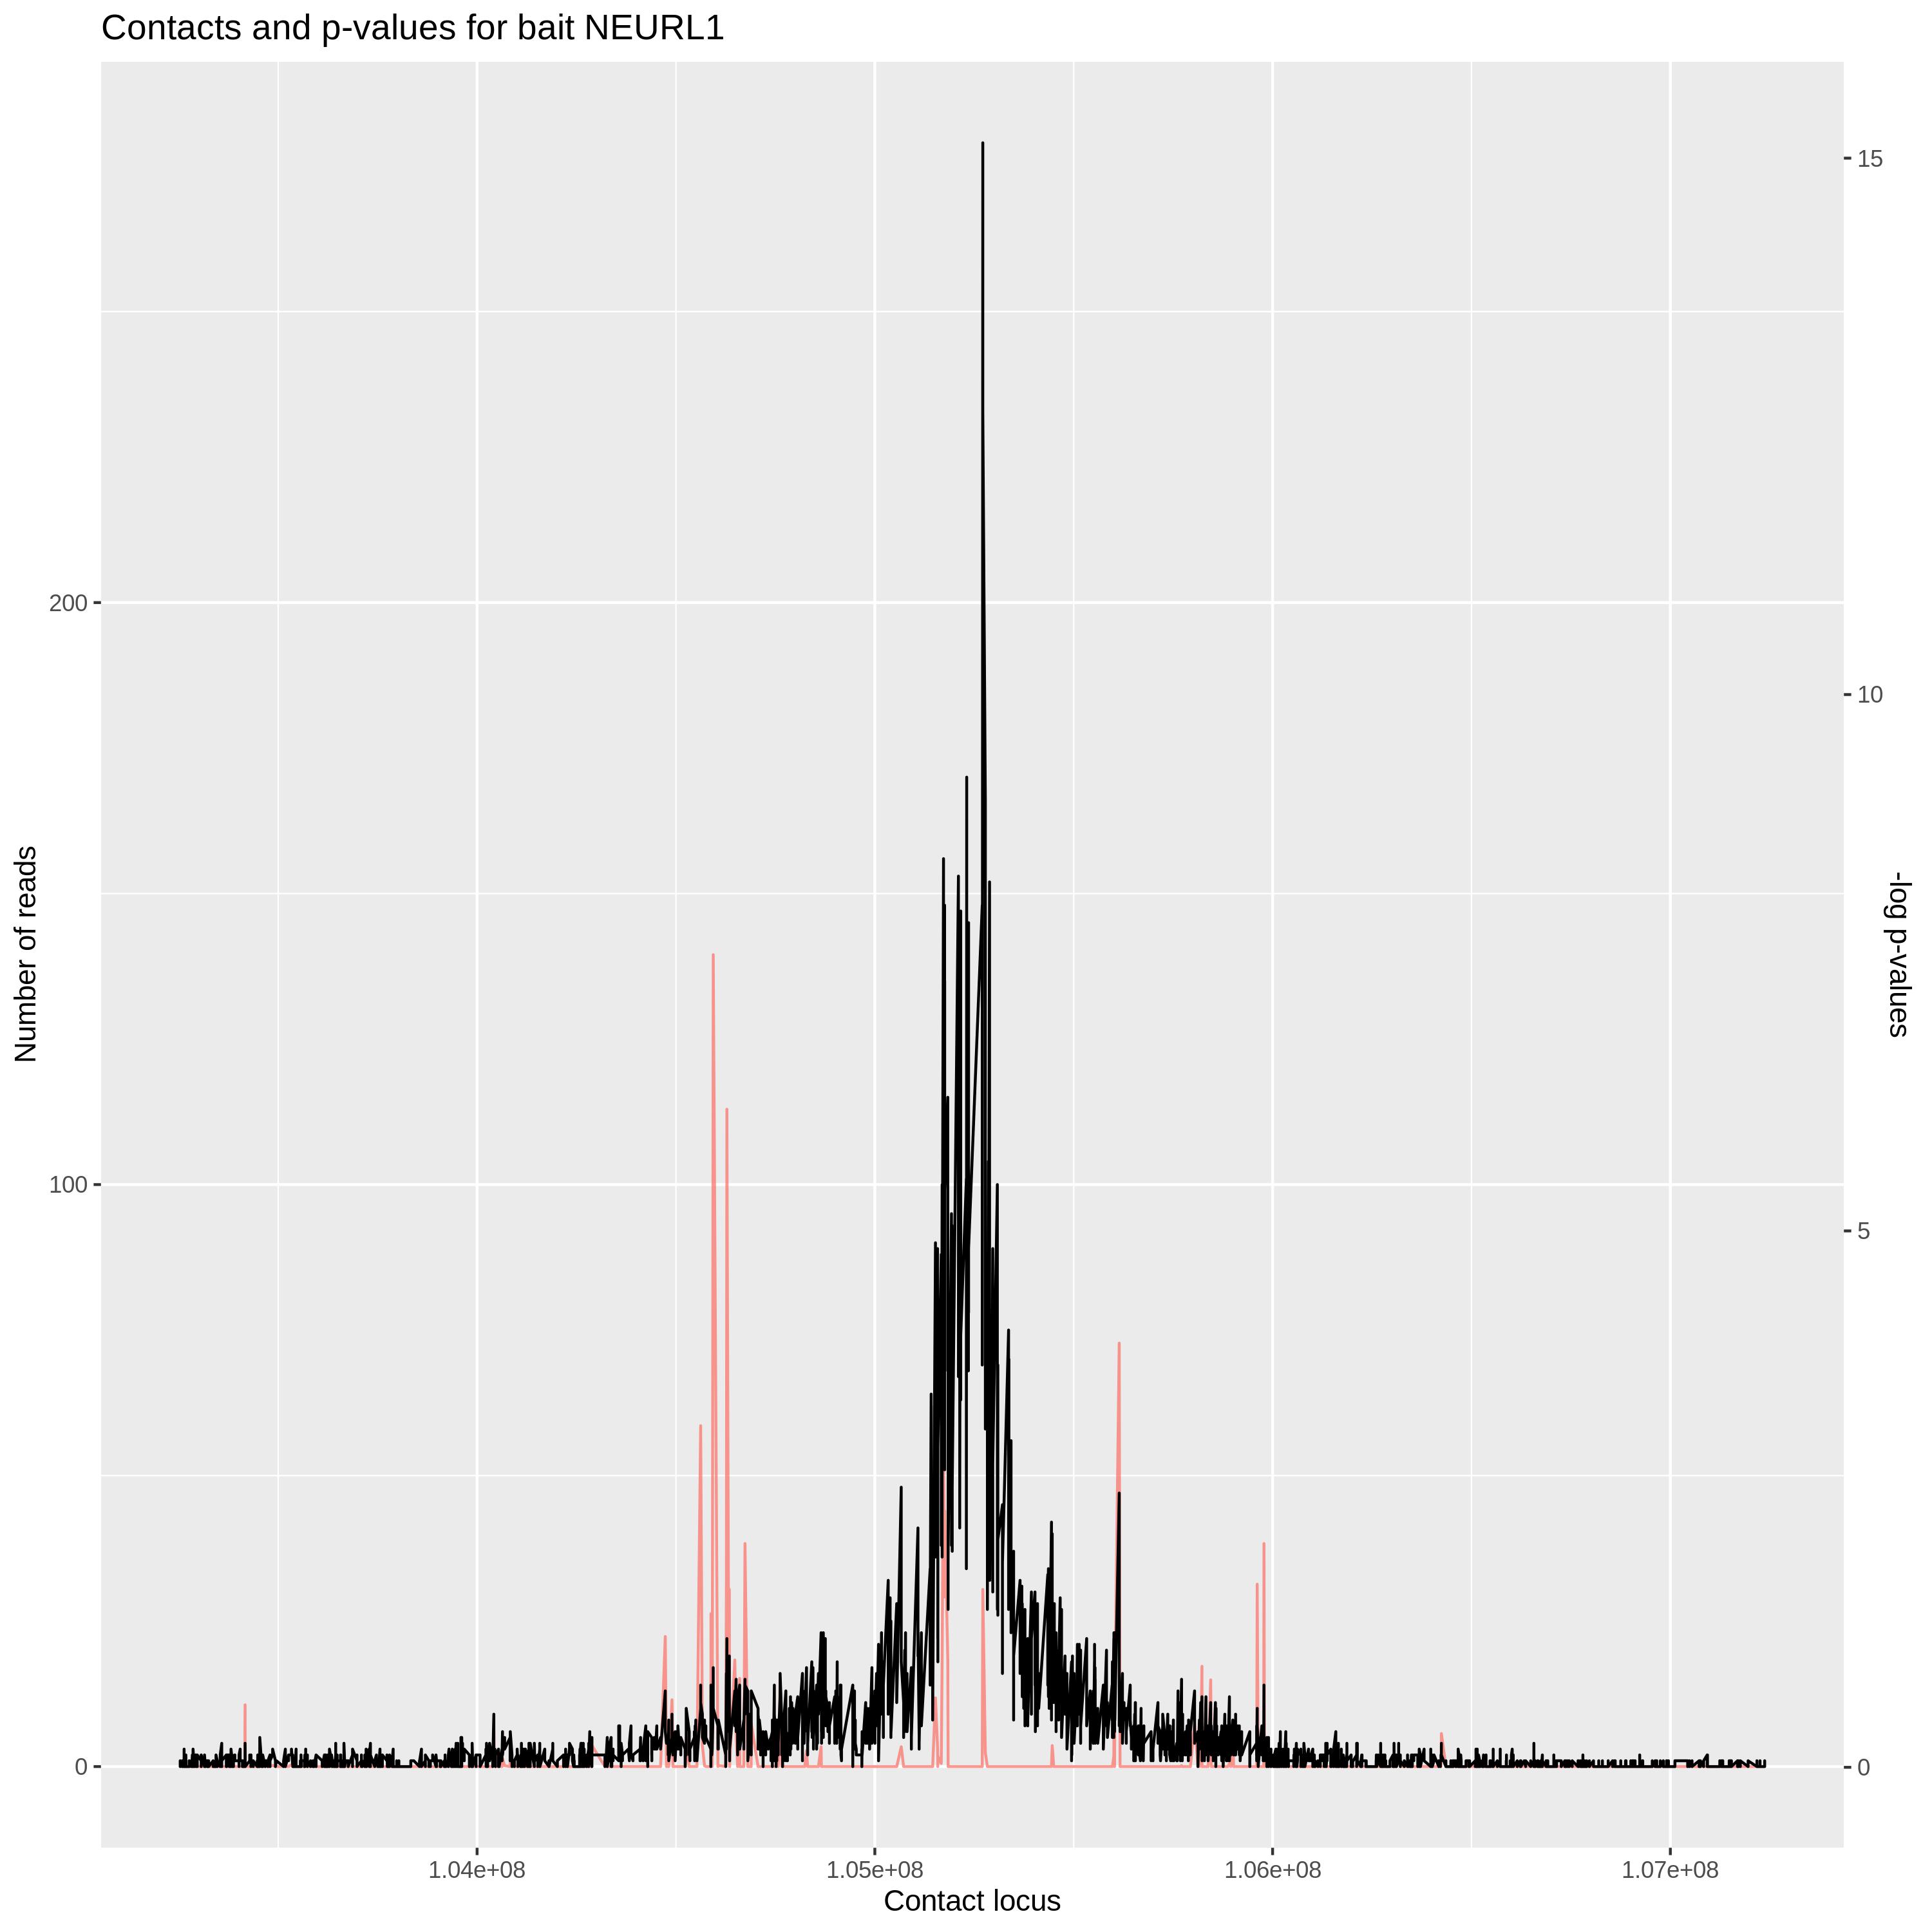 Contacts and p-values for bait NEURL1
15
200
10
Number of reads
-log p-values
100
5
0
0
1.04e+08
1.05e+08
1.06e+08
1.07e+08
Contact locus